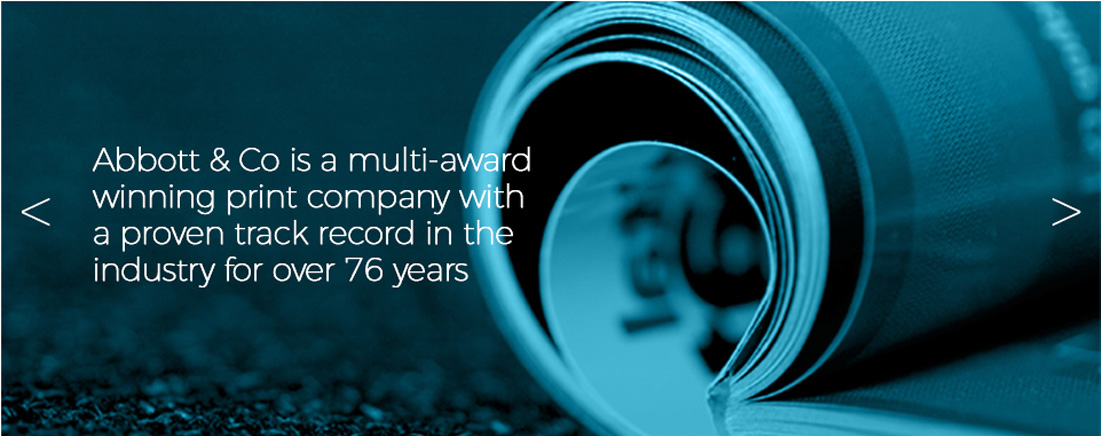 Abbott & Co is a multi-award
winning print company with
a proven track record in the
industry for over 76 years
<
>